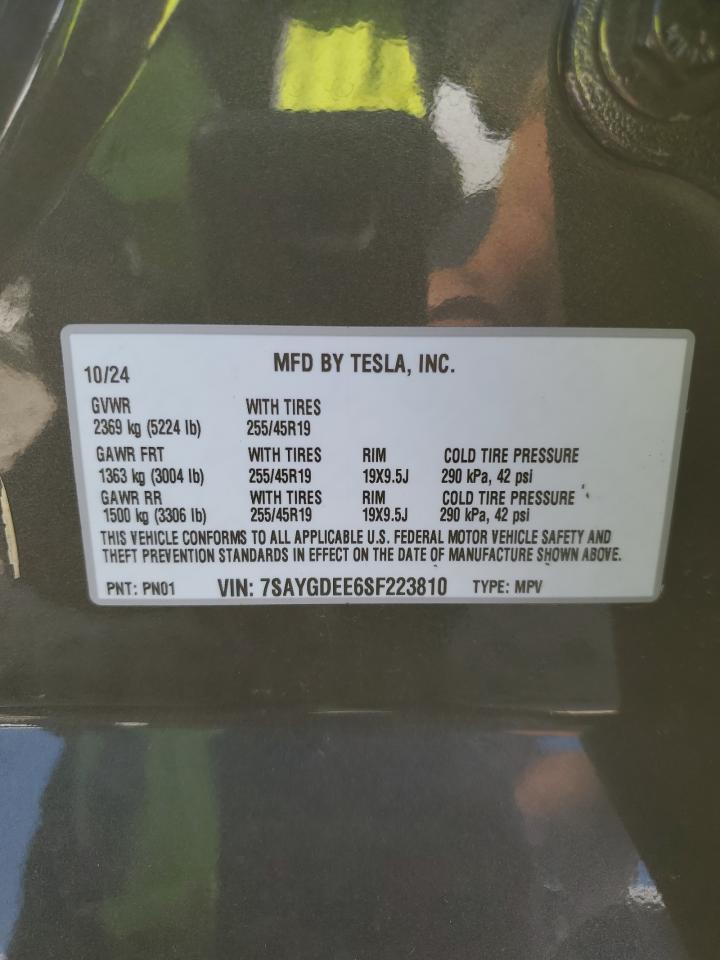 MFD BY TESLA, INC.
10/24
GVWR WITH TIRES
2369 kg (5224 lb) 255/45R19
GAWR FRT WITH TIRES RIM COLD TIRE PRESSURE
1363 kg (3004 lb) 255/45R19 19X9.5J 290 kPa, 42 psi
GAWR RR WITH TIRES RIM COLD TIRE PRESSURE
1500 kg (3306 lb) 255/45R19 19X9.5J 290 kPa, 42 psi
THIS VEHICLE CONFORMS TO ALL APPLICABLE U.S. FEDERAL MOTOR VEHICLE SAFETY AND
THEFT PREVENTION STANDARDS IN EFFECT ON THE DATE OF MANUFACTURE SHOWN ABOVE.
PNT: PN01 VIN: 7SAYGDEE6SF223810 TYPE: MPV